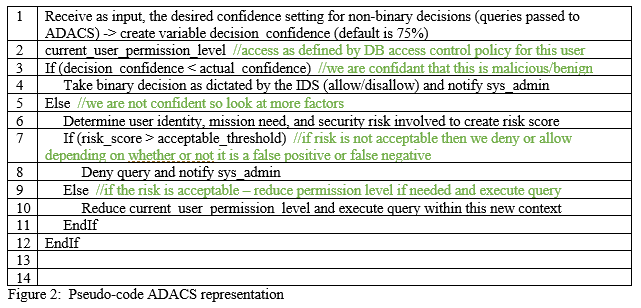 1 Receive as input, the desired confidence setting for non-binary decisions (queries passed to
ADACS) -> create variable decision_confidence (default is 75%)
2 current_user_permission_level //access as defined by DB access control policy for this user
3 If (decision_confidence < actual_confidence) //we are confidant that this is malicious/benign
4 Take binary decision as dictated by the IDS (allow/disallow) and notify sys_admin
5 Else //we are not confident so look at more factors
6 Determine user identity, mission need, and security risk involved to create risk score
7 If (risk_score > acceptable_threshold) //if risk is not acceptable then we deny or allow
depending on whether or not it is a false positive or false negative
8 Deny query and notify sys_admin
9 Else //if the risk is acceptable – reduce permission level if needed and execute query
10 Reduce current_user_permission_level and execute query within this new context
11 EndIf
12 EndIf
13
14
Figure 2: Pseudo-code ADACS representation